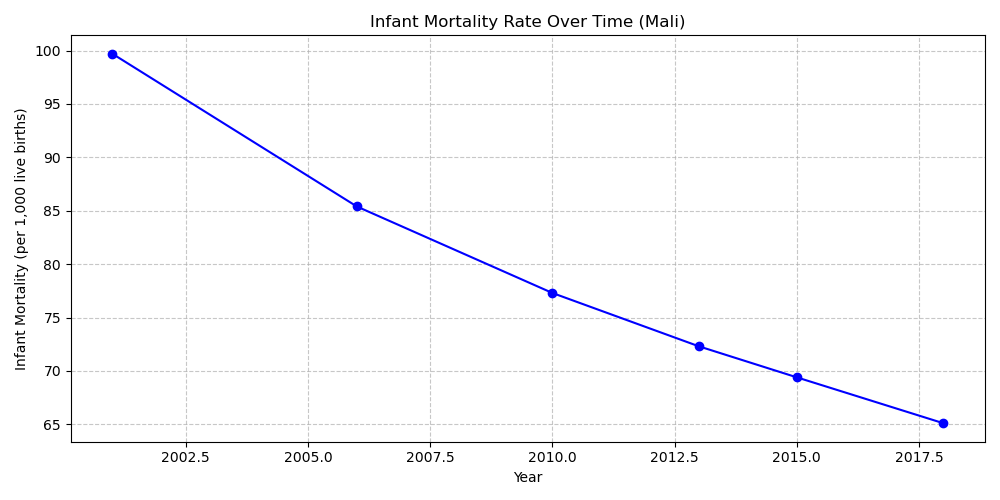 Infant Mortality Rate Over Time (Mali)
Infant Mortality (per 1,000 live births)
100
95
90
85
80
75
70
65
2002.5 2005.0 2007.5 2010.0 2012.5 2015.0 2017.5
Year